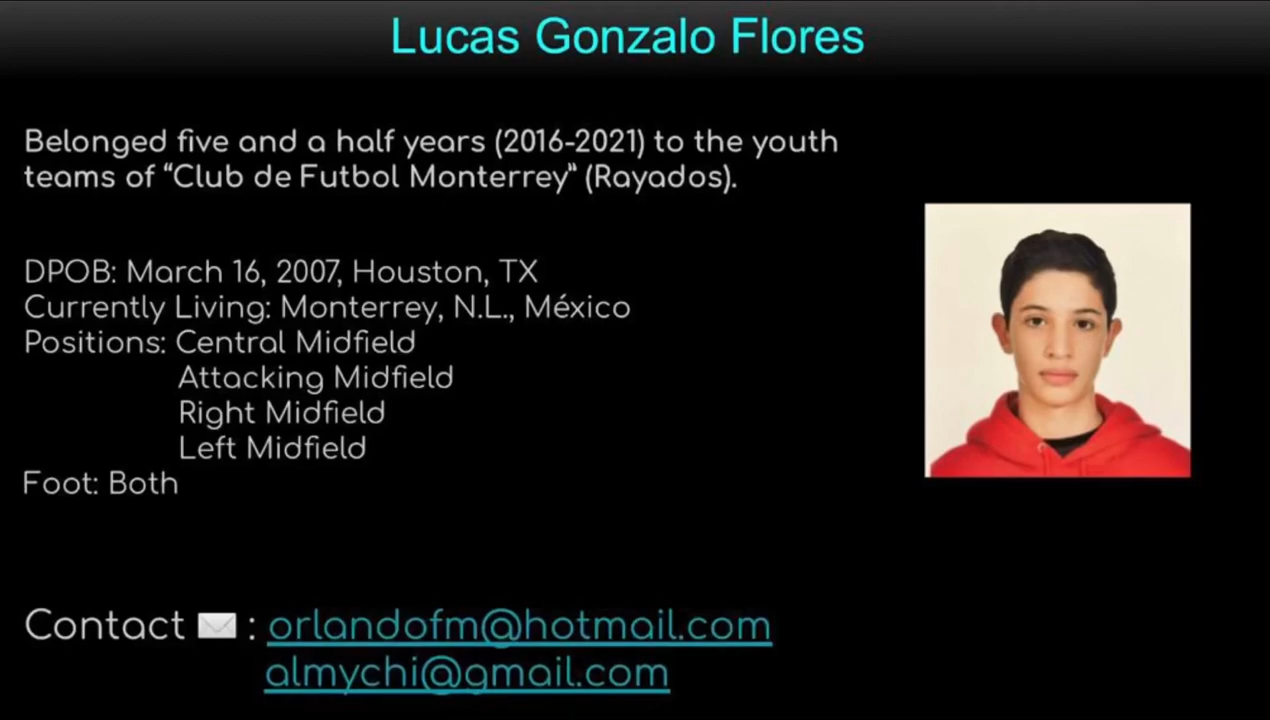 Lucas Gonzalo Flores
Belonged five and a half years (2016-2021) to the youth
teams of “Club de Futbol Monterrey” (Rayados).
DPOB: March 16, 2007, Houston, TX
Currently Living: Monterrey, N.L., México
Positions: Central Midfield
Attacking Midfield
Right Midfield
Left Midfield
Foot: Both
Contact ✉️ : orlandofm@hotmail.com
almychi@gmail.com